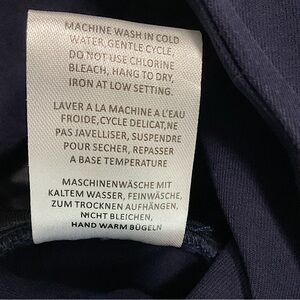 MACHINE WASH IN COLD
WATER, GENTLE CYCLE,
DO NOT USE CHLORINE
BLEACH, HANG TO DRY,
IRON AT LOW SETTING.
LAVER A LA MACHINE A L'EAU
FROIDE, CYCLE DELICAT, NE
PAS JAVELLISER, SUSPENDRE
POUR SECHER, REPASSER
A BASE TEMPERATURE
MASCHINENWÄSCHE MIT
KALTEM WASSER, FEINWÄSCHE,
ZUM TROCKNEN AUFHÄNGEN,
NICHT BLEICHEN,
HAND WARM BÜGELN